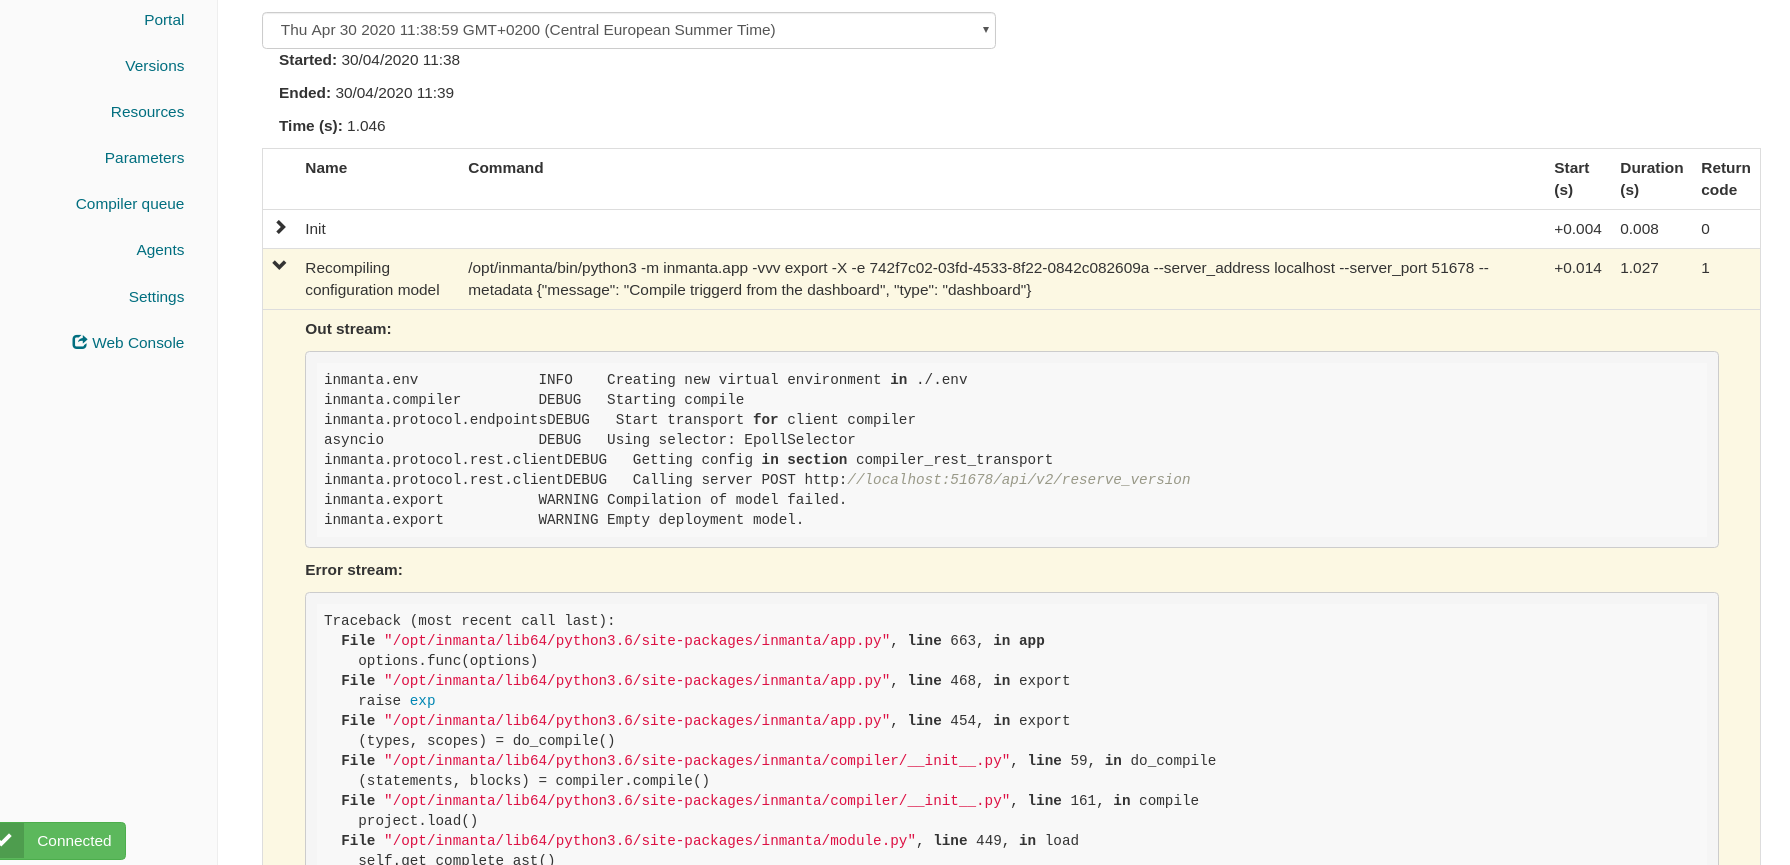 Portal
Versions
Resources
Parameters
Compiler queue
Agents
Settings
Web Console
Connected
Thu Apr 30 2020 11:38:59 GMT+0200 (Central European Summer Time)
Started: 30/04/2020 11:38
Ended: 30/04/2020 11:39
Time (s): 1.046
Name Command Start (s) Duration (s) Return code
Init +0.004 0.008 0
Recompiling configuration model /opt/inmanta/bin/python3 -m inmanta.app -vvv export -X -e 742f7c02-03fd-4533-8f22-0842c082609a --server_address localhost --server_port 51678 -- +0.014 1.027 1
metadata {"message": "Compile triggerd from the dashboard", "type": "dashboard"}
Out stream:
inmanta.env              INFO    Creating new virtual environment in ./.env
inmanta.compiler         DEBUG   Starting compile
inmanta.protocol.endpointsDEBUG   Start transport for client compiler
asyncio                  DEBUG   Using selector: EpollSelector
inmanta.protocol.rest.clientDEBUG   Getting config in section compiler_rest_transport
inmanta.protocol.rest.clientDEBUG   Calling server POST http://localhost:51678/api/v2/reserve_version
inmanta.export           WARNING Compilation of model failed.
inmanta.export           WARNING Empty deployment model.
Error stream:
Traceback (most recent call last):
  File "/opt/inmanta/lib64/python3.6/site-packages/inmanta/app.py", line 663, in app
    options.func(options)
  File "/opt/inmanta/lib64/python3.6/site-packages/inmanta/app.py", line 468, in export
    raise exp
  File "/opt/inmanta/lib64/python3.6/site-packages/inmanta/app.py", line 454, in export
    (types, scopes) = do_compile()
  File "/opt/inmanta/lib64/python3.6/site-packages/inmanta/compiler/__init__.py", line 59, in do_compile
    (statements, blocks) = compiler.compile()
  File "/opt/inmanta/lib64/python3.6/site-packages/inmanta/compiler/__init__.py", line 161, in compile
    project.load()
  File "/opt/inmanta/lib64/python3.6/site-packages/inmanta/module.py", line 449, in load
    self.get_complete_ast()